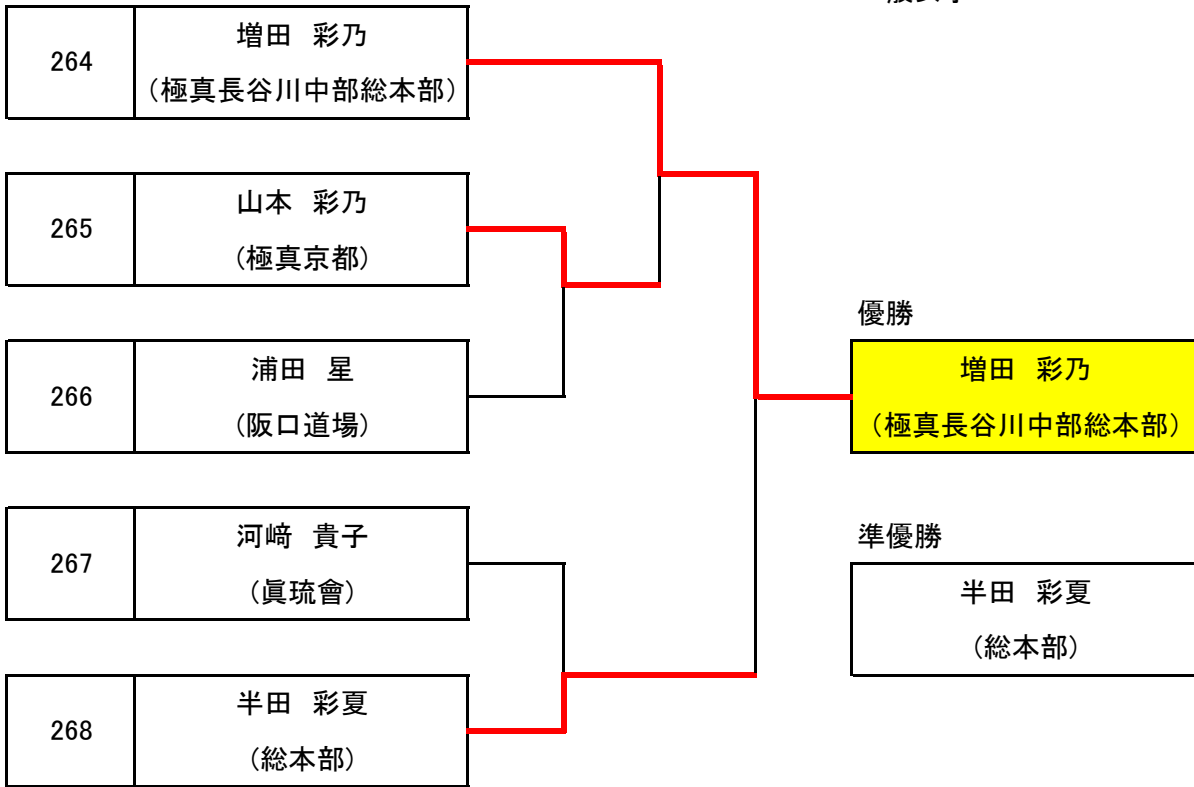 264
増田 彩乃
(極真長谷川中部総本部)
265
山本 彩乃
(極真京都)
266
浦田 星
(阪口道場)
267
河﨑 貴子
(眞琉會)
268
半田 彩夏
(総本部)
優勝
増田 彩乃
(極真長谷川中部総本部)
準優勝
半田 彩夏
(総本部)